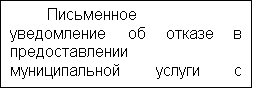 Письменное
уведомление об отказе в
предоставлении
муниципальной услуги с